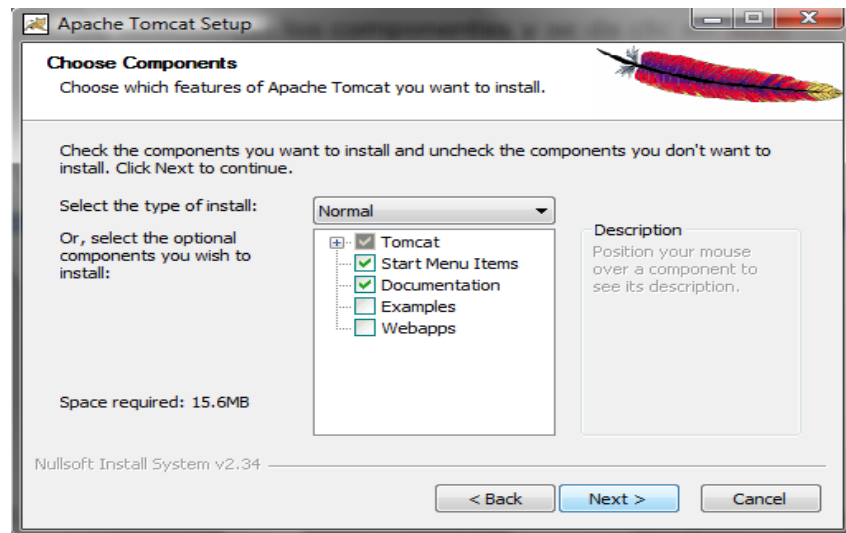 Apache Tomcat Setup
Choose Components
Choose which features of Apache Tomcat you want to install.
Check the components you want to install and uncheck the components you don't want to
install. Click Next to continue.
Select the type of install:
Normal
Or, select the optional
components you wish to
install:
Tomcat
Start Menu Items
Documentation
Examples
Webapps
Description
Position your mouse
over a component to
see its description.
Space required: 15.6MB
Nullsoft Install System v2.34
< Back
Next >
Cancel